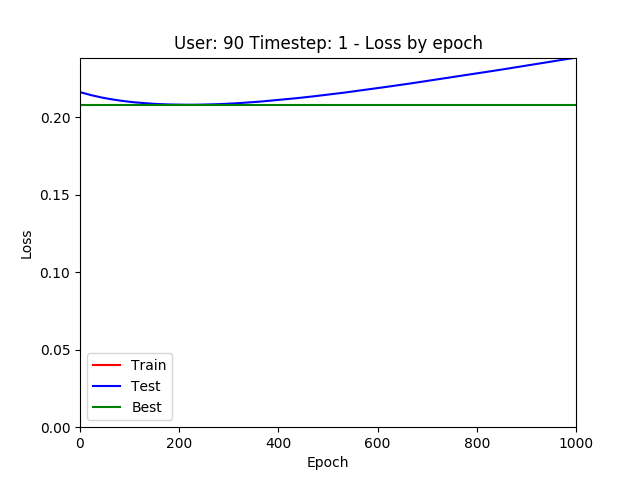 User: 90 Timestep: 1 - Loss by epoch
Loss
0.20
0.15
0.10
0.05
0.00
Train
Test
Best
0 200 400 600 800 1000
Epoch